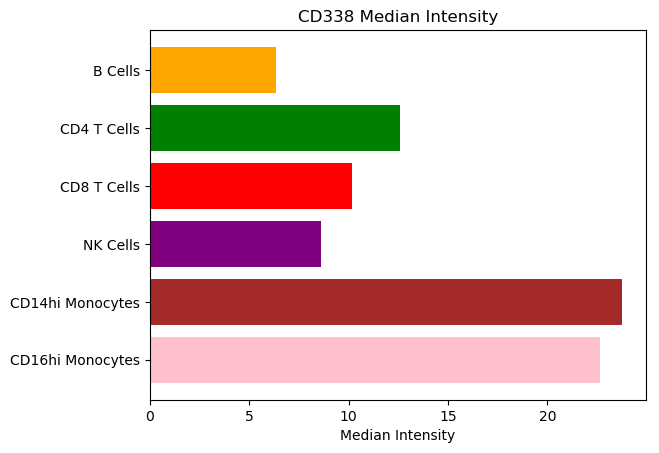 CD338 Median Intensity
B Cells
CD4 T Cells
CD8 T Cells
NK Cells
CD14hi Monocytes
CD16hi Monocytes
0 5 10 15 20
Median Intensity